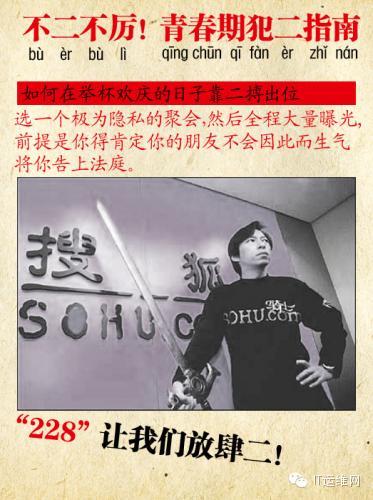 不二不厉！青春期犯二指南
bù èr bù lì qīng chūn qī fàn èr zhǐ nán
如何在举杯欢庆的日子靠二搏出位
选一个极为隐私的聚会,然后全程大量曝光,
前提是你得肯定你的朋友不会因此而生气
将你告上法庭。
搜狐
SOHU.co
SOHU.com
“228”让我们放肆二！
IT运维网